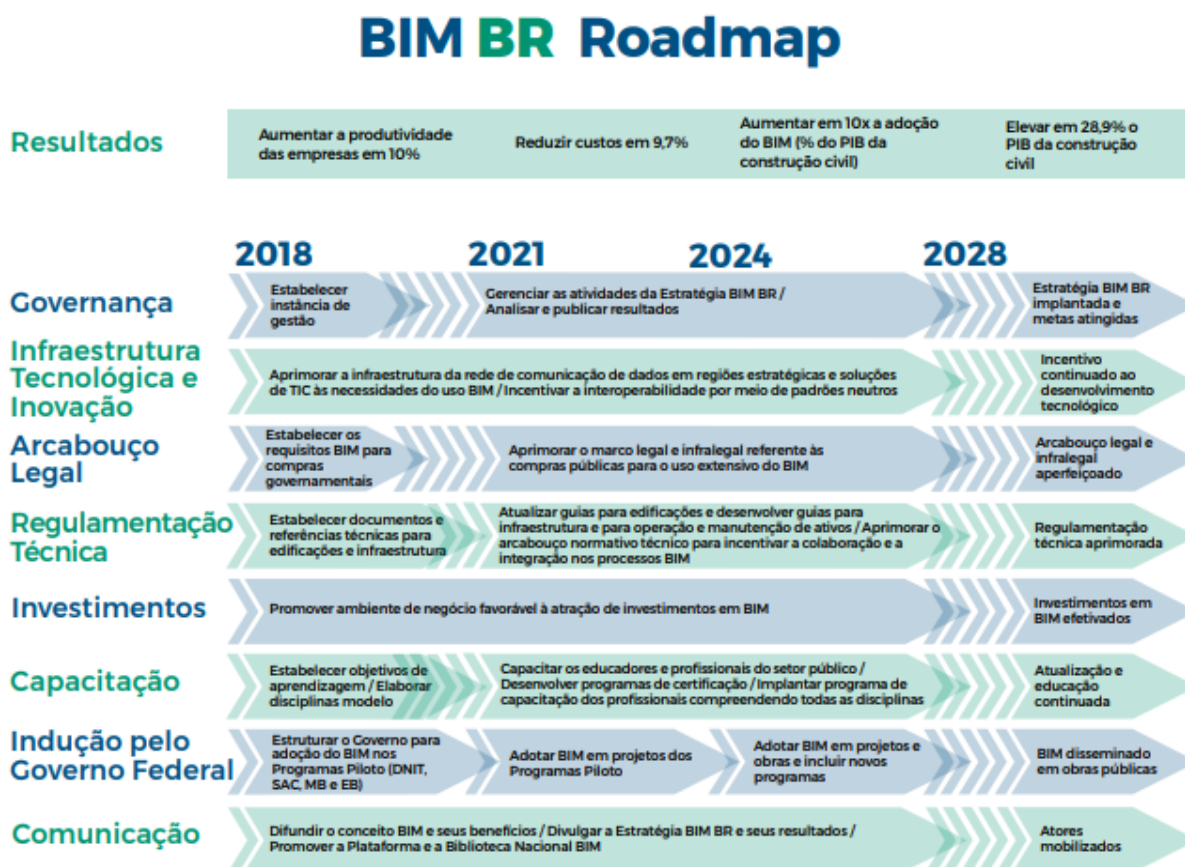 BIM BR Roadmap
Resultados
Aumentar a produtividade
das empresas em 10%
Reduzir custos em 9,7%
Aumentar em 10x a adoção
do BIM (% do PIB da
construção civil)
Elevar em 28,9% o
PIB da construção
civil
2018
2021
2024
2028
Governança
Estabelecer
instância de
gestão
Gerenciar as atividades da Estratégia BIM BR /
Analisar e publicar resultados
Estratégia BIM BR
implantada e
metas atingidas
Infraestrutura
Tecnológica e
Inovação
Aprimorar a infraestrutura da rede de comunicação de dados em regiões estratégicas e soluções
de TIC às necessidades do uso BIM / Incentivar a interoperabilidade por meio de padrões neutros
Incentivo
continuado ao
desenvolvimento
tecnológico
Arcabouço
Legal
Estabelecer os
requisitos BIM para
compras
governamentais
Aprimorar o marco legal e infralegal referente às
compras públicas para o uso extensivo do BIM
Arcabouço legal e
infralegal
aperfeiçoado
Regulamentação
Técnica
Estabelecer documentos e
referências técnicas para
edificações e infraestrutura
Atualizar guias para edificações e desenvolver guias para
infraestrutura e para operação e manutenção de ativos / Aprimorar o
arcabouço normativo técnico para incentivar a colaboração e a
integração nos processos BIM
Regulamentação
técnica aprimorada
Investimentos
Promover ambiente de negócio favorável à atração de investimentos em BIM
Investimentos em
BIM efetivados
Capacitação
Estabelecer objetivos de
aprendizagem / Elaborar
disciplinas modelo
Capacitar os educadores e profissionais do setor público /
Desenvolver programas de certificação / Implantar programa de
capacitação dos profissionais compreendendo todas as disciplinas
Atualização e
educação
continuada
Indução pelo
Governo Federal
Estruturar o Governo para
adoção do BIM nos
Programas Piloto (DNIT,
SAC, MB e EB)
Adotar BIM em projetos dos
Programas Piloto
Adotar BIM em projetos e
obras e incluir novos
programas
BIM disseminado
em obras públicas
Comunicação
Difundir o conceito BIM e seus benefícios / Divulgar a Estratégia BIM BR e seus resultados /
Promover a Plataforma e a Biblioteca Nacional BIM
Atores
mobilizados